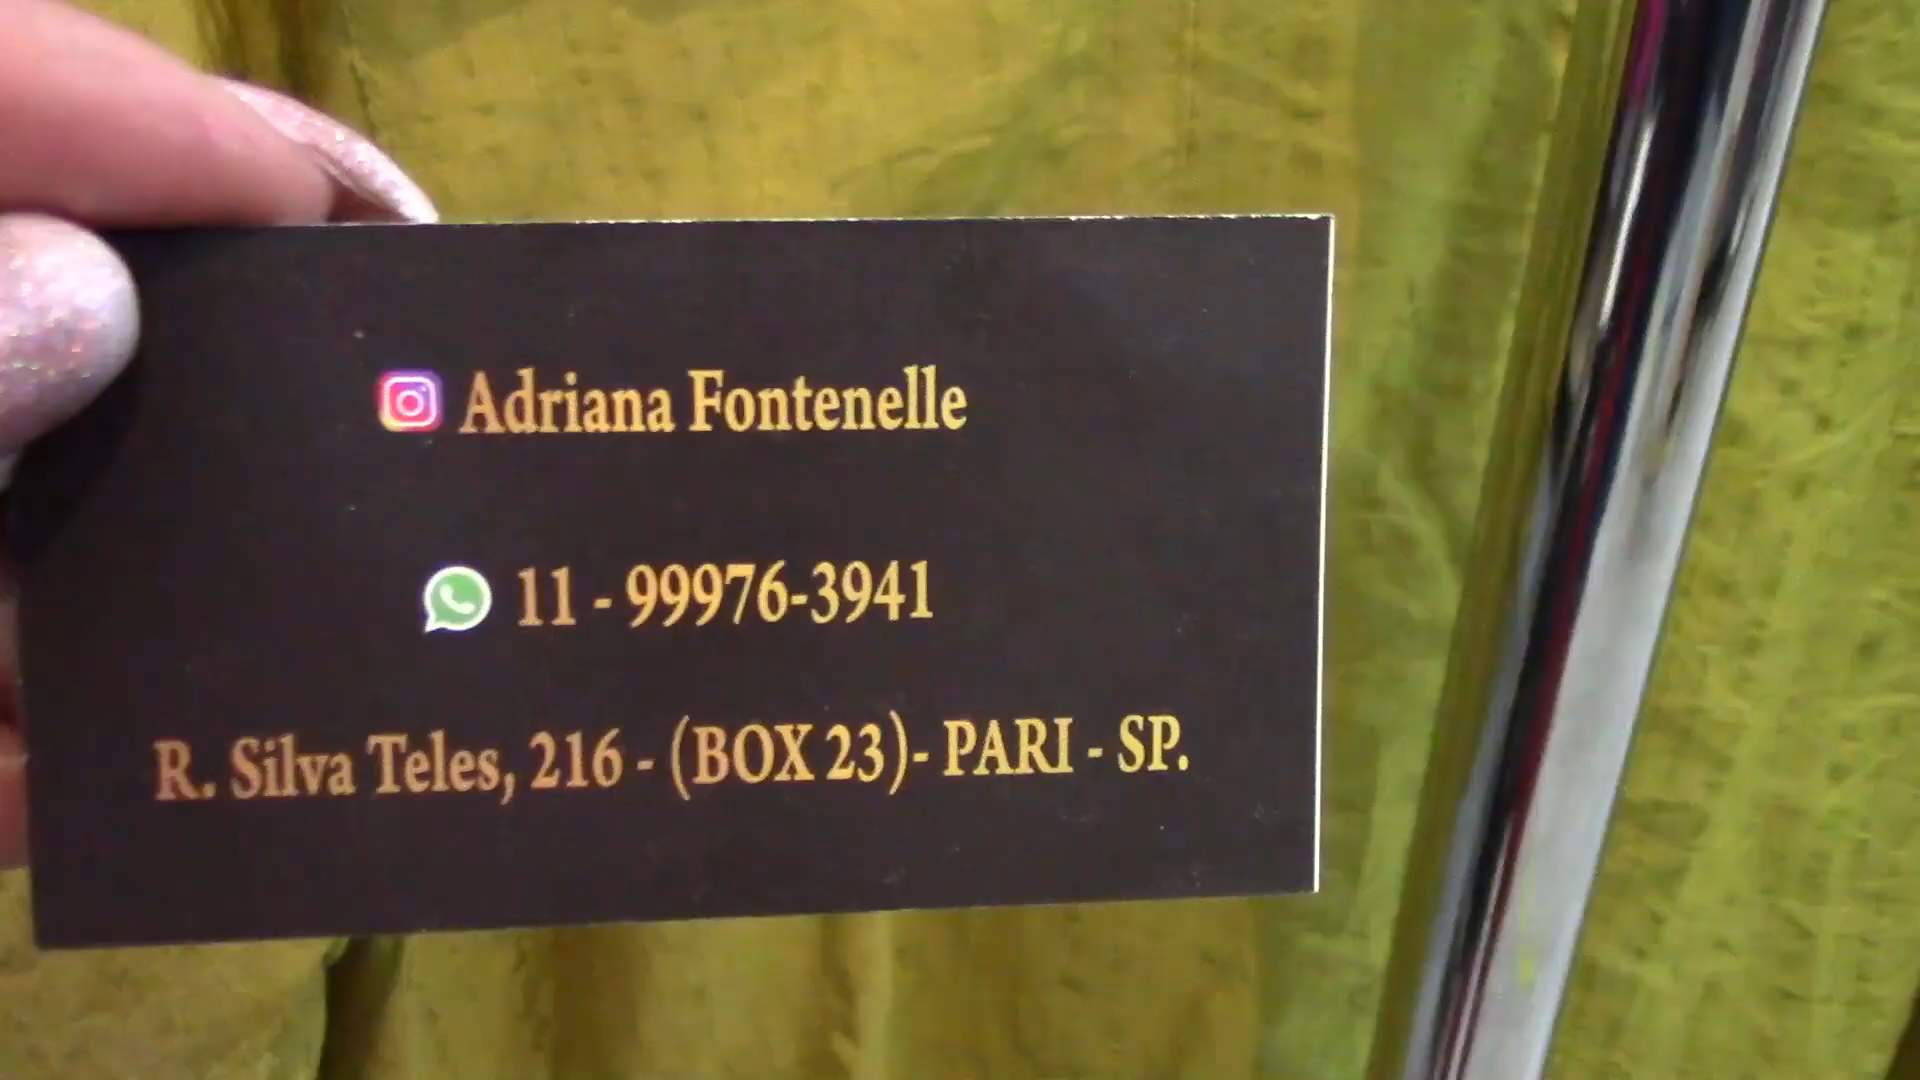 Adriana Fontenelle
11 - 99976-3941
R. Silva Teles, 216 - (BOX 23)- PARI - SP.